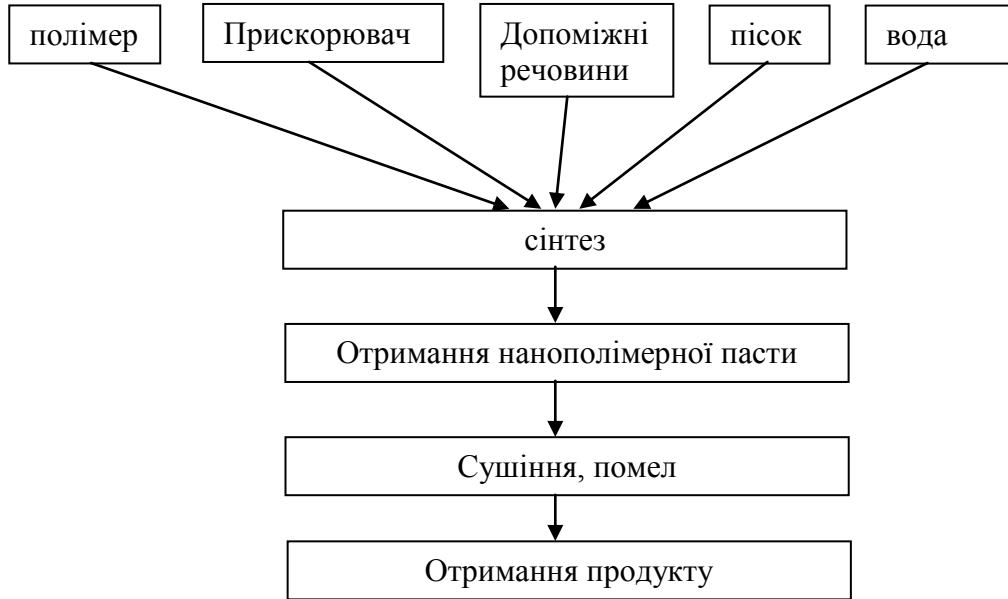 полімер
Прискорювач
Допоміжні
речовини
пісок
вода
сінтез
Отримання нанополімерної пасти
Сушіння, помел
Отримання продукту